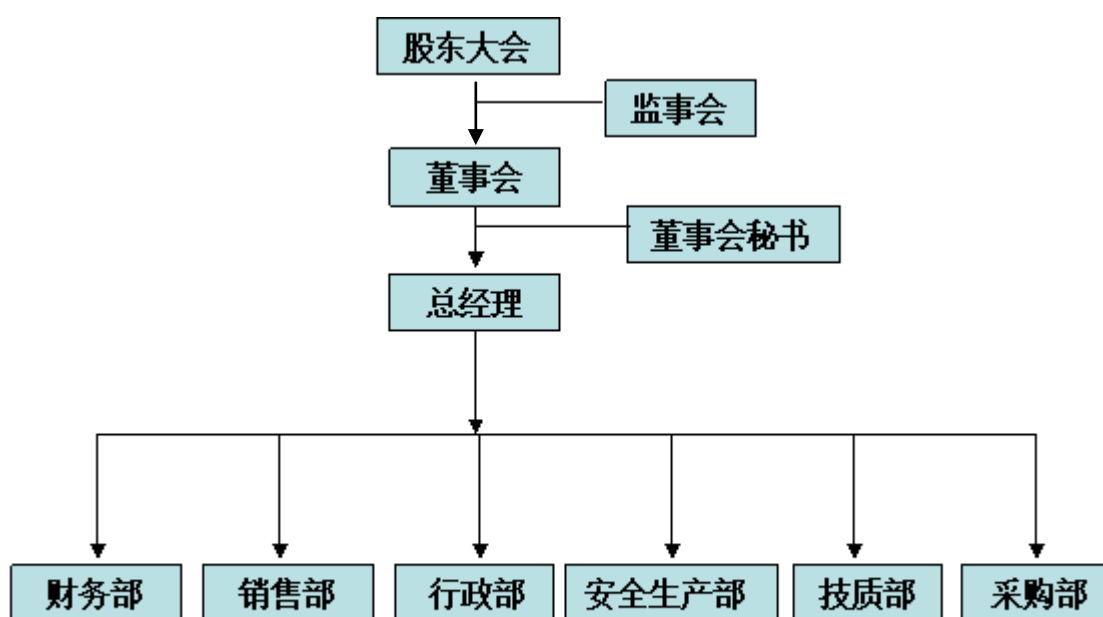 股东大会
监事会
董事会
董事会秘书
总经理
财务部
销售部
行政部
安全生产部
技质部
采购部